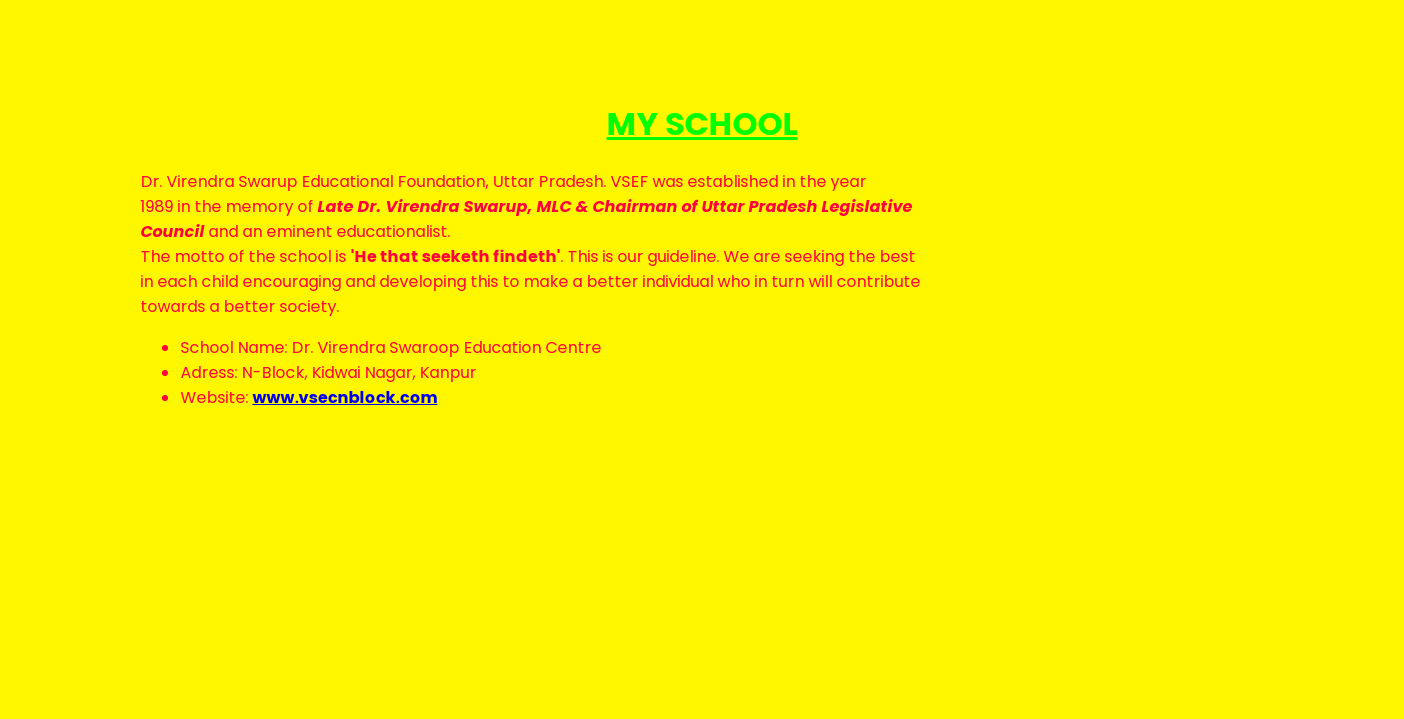 MY SCHOOL
Dr. Virendra Swarup Educational Foundation, Uttar Pradesh. VSEF was established in the year
1989 in the memory of Late Dr. Virendra Swarup, MLC & Chairman of Uttar Pradesh Legislative
Council and an eminent educationalist.
The motto of the school is 'He that seeketh findeth'. This is our guideline. We are seeking the best
in each child encouraging and developing this to make a better individual who in turn will contribute
towards a better society.
• School Name: Dr. Virendra Swaroop Education Centre
• Adress: N-Block, Kidwai Nagar, Kanpur
• Website: www.vsecnblock.com